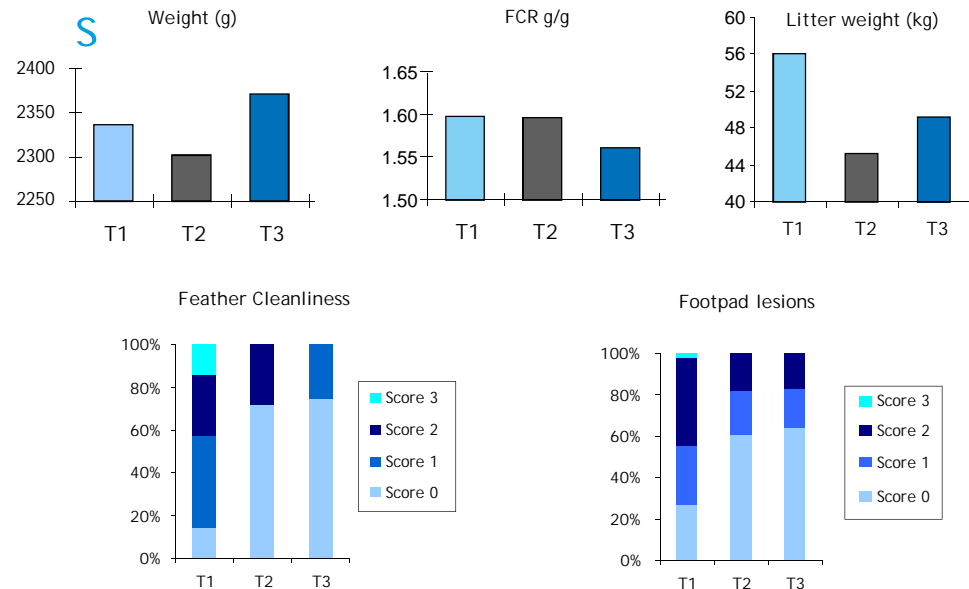 S
Weight (g)
2400
2350
2300
2250
T1 T2 T3
FCR g/g
1.65
1.60
1.55
1.50
T1 T2 T3
Litter weight (kg)
60
56
52
48
44
40
T1 T2 T3
Feather Cleanliness
100%
80%
60%
40%
20%
0%
T1 T2 T3
Score 3
Score 2
Score 1
Score 0
Footpad lesions
100%
80%
60%
40%
20%
0%
T1 T2 T3
Score 3
Score 2
Score 1
Score 0